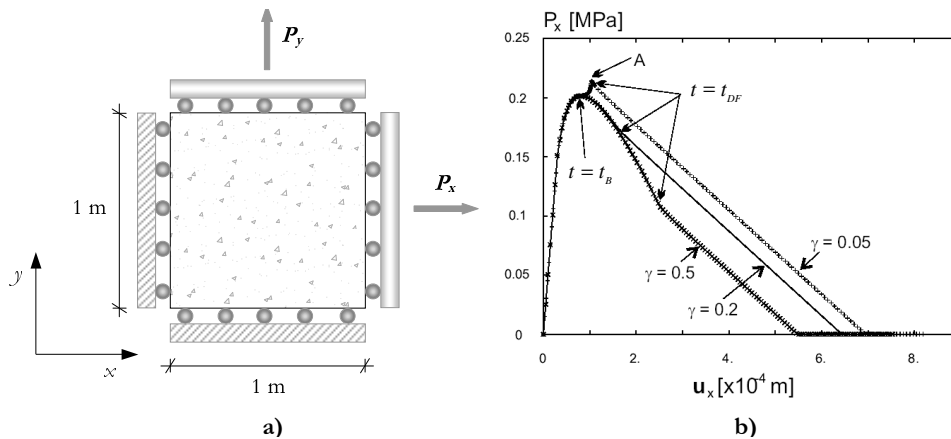 P_y
P_x
1 m
y
x
1 m
a)
P_x [MPa]
0.25
0.2
0.15
0.1
0.05
0
A
t = t_DF
t = t_B
γ = 0.05
γ = 0.5
γ = 0.2
0
2.
4.
6.
8.
u_x [x10^-4 m]
b)